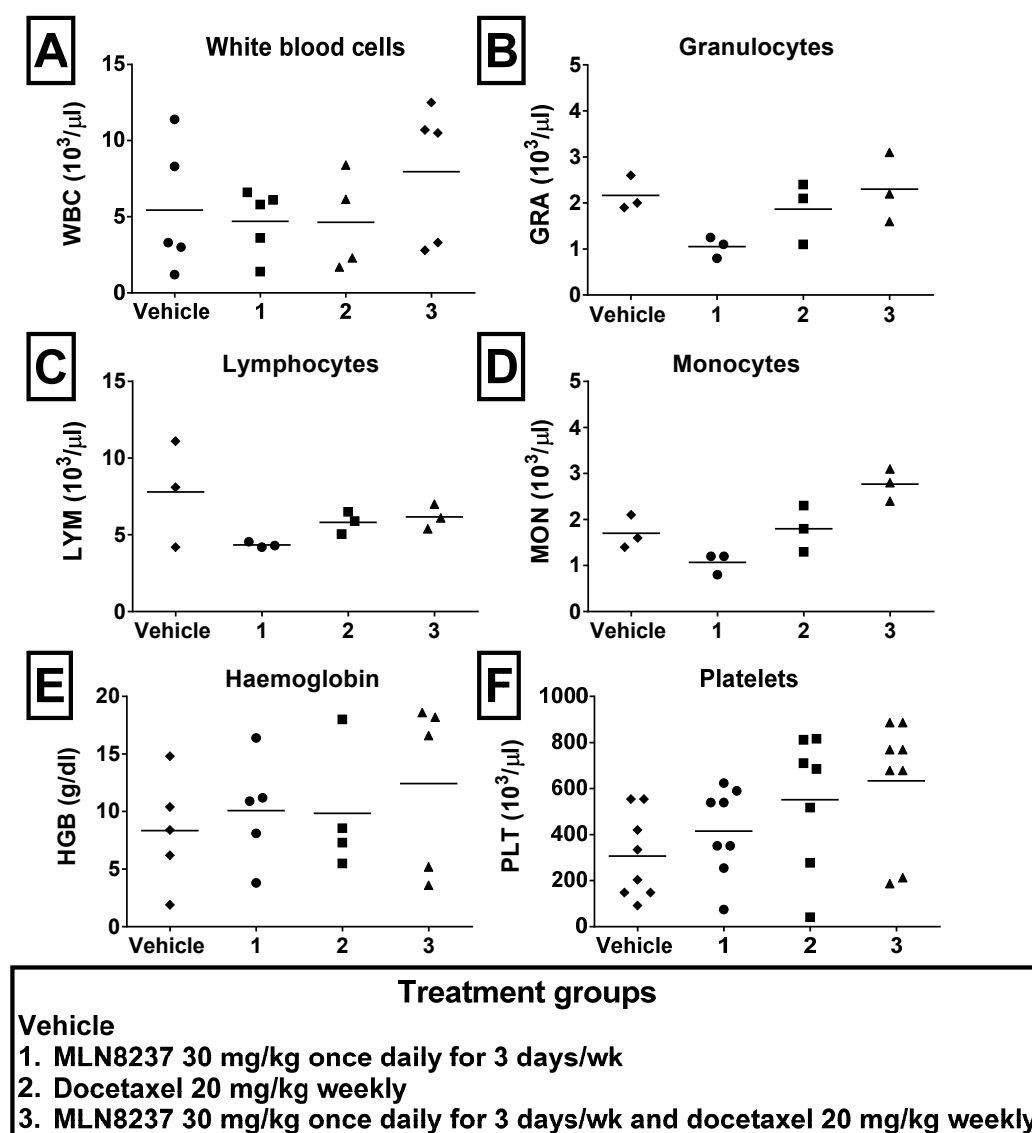 A
White blood cells
WBC (10³/µl)
15
10
5
0
Vehicle 1 2 3
B
Granulocytes
GRA (10³/µl)
5
4
3
2
1
0
Vehicle 1 2 3
C
Lymphocytes
LYM (10³/µl)
15
10
5
0
Vehicle 1 2 3
D
Monocytes
MON (10³/µl)
5
4
3
2
1
0
Vehicle 1 2 3
E
Haemoglobin
HGB (g/dl)
20
15
10
5
0
Vehicle 1 2 3
F
Platelets
PLT (10³/µl)
1000
800
600
400
200
0
Vehicle 1 2 3
Treatment groups
Vehicle
1. MLN8237 30 mg/kg once daily for 3 days/wk
2. Docetaxel 20 mg/kg weekly
3. MLN8237 30 mg/kg once daily for 3 days/wk and docetaxel 20 mg/kg weekly